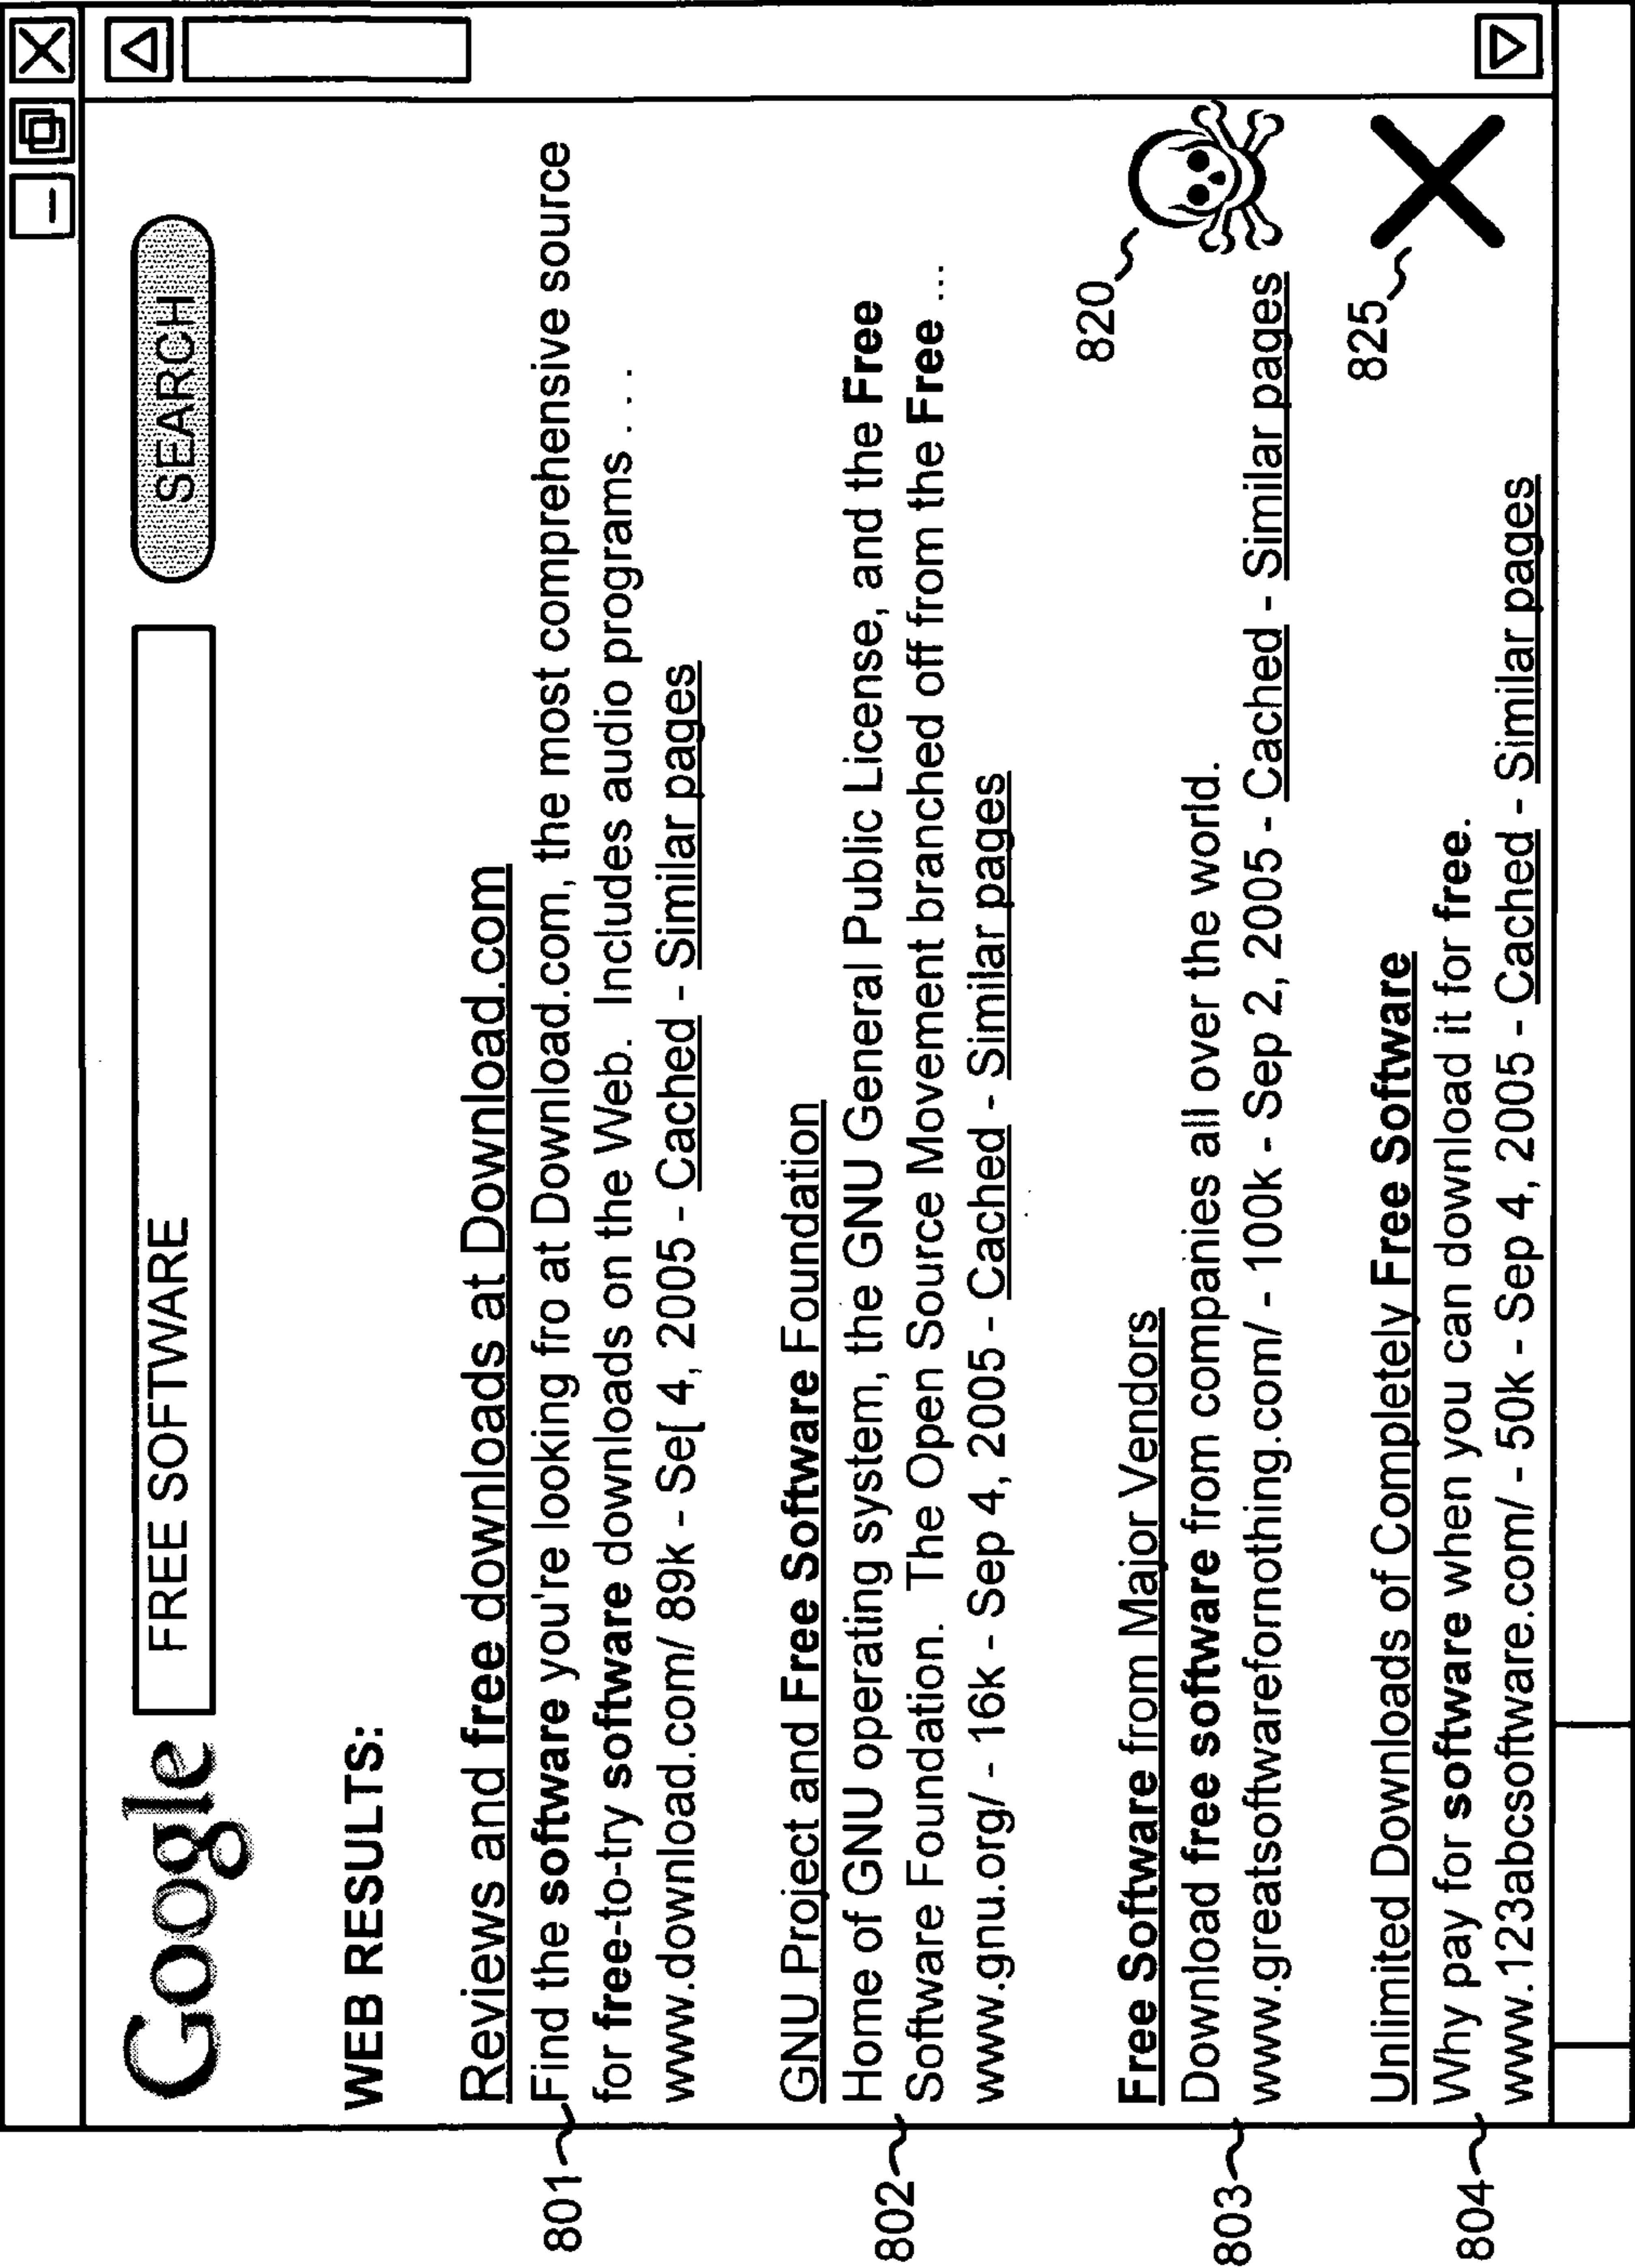 Google FREE SOFTWARE SEARCH
WEB RESULTS:
Reviews and free downloads at Download.com
801 Find the software you're looking fro at Download.com, the most comprehensive source
for free-to-try software downloads on the Web. Includes audio programs . . . .
www.download.com/ 89k - Se[ 4, 2005 - Cached - Similar pages
GNU Project and Free Software Foundation
Home of GNU operating system, the GNU General Public License, and the Free
802 Software Foundation. The Open Source Movement branched off from the Free ...
www.gnu.org/ - 16k - Sep 4, 2005 - Cached - Similar pages
820
Free Software from Major Vendors
Download free software from companies all over the world.
803 www.greatsoftwarefornothing.com/ - 100k - Sep 2, 2005 - Cached - Similar pages
825
Unlimited Downloads of Completely Free Software
Why pay for software when you can download it for free.
804 www.123abcsoftware.com/ - 50k - Sep 4, 2005 - Cached - Similar pages